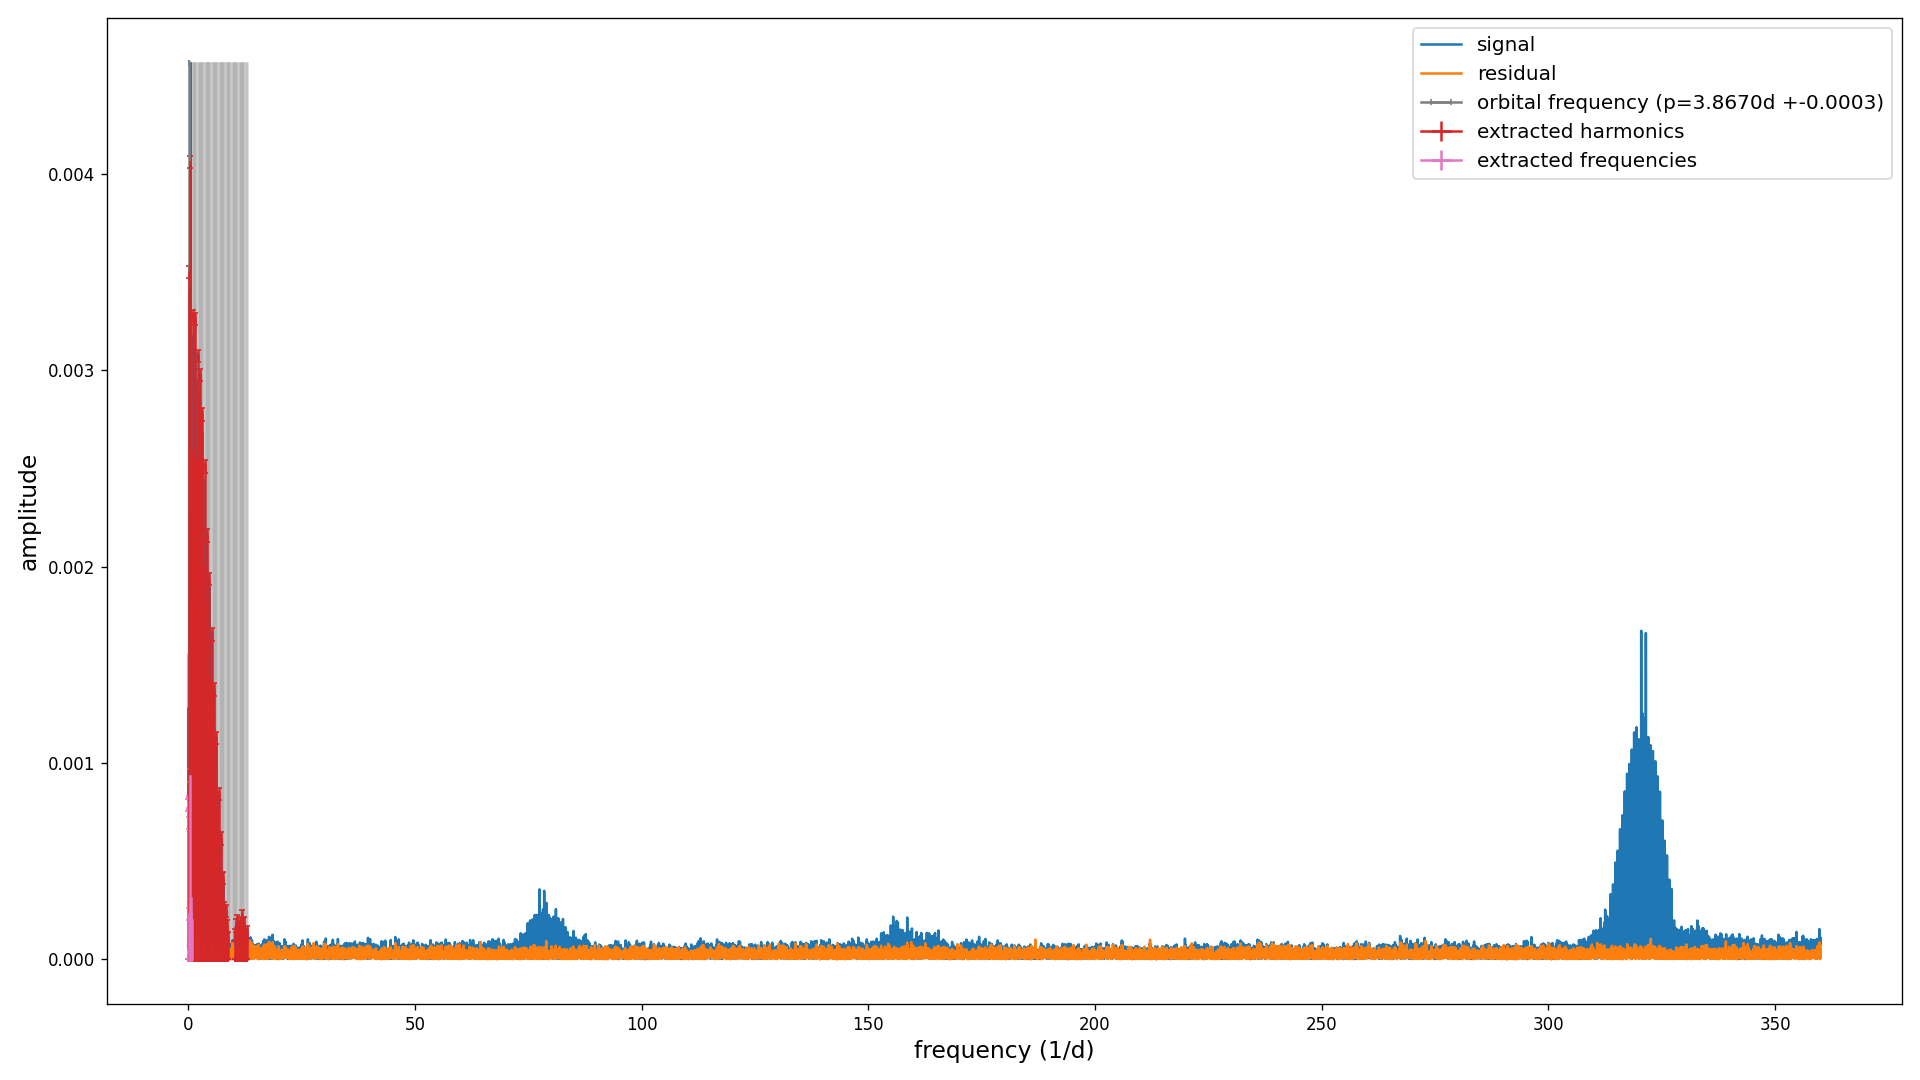 signal
residual
orbital frequency (p=3.8670d +-0.0003)
extracted harmonics
extracted frequencies
0.004
0.003
0.002
0.001
0.000
amplitude
0 50 100 150 200 250 300 350
frequency (1/d)